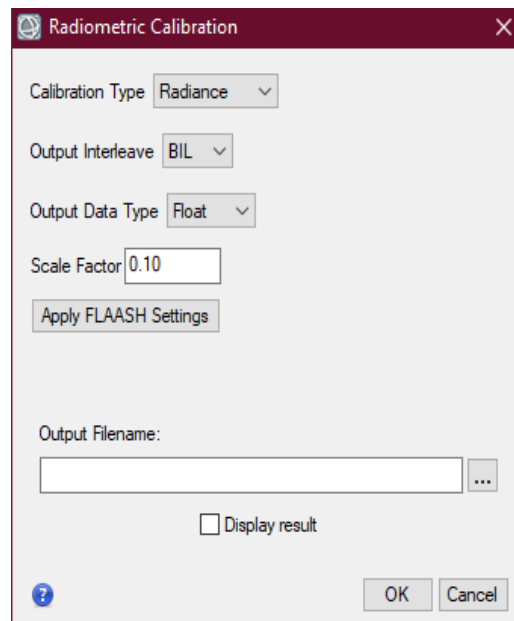 Radiometric Calibration
Calibration Type Radiance
Output Interleave BIL
Output Data Type Float
Scale Factor 0.10
Apply FLAASH Settings
Output Filename:
...
Display result
? OK Cancel